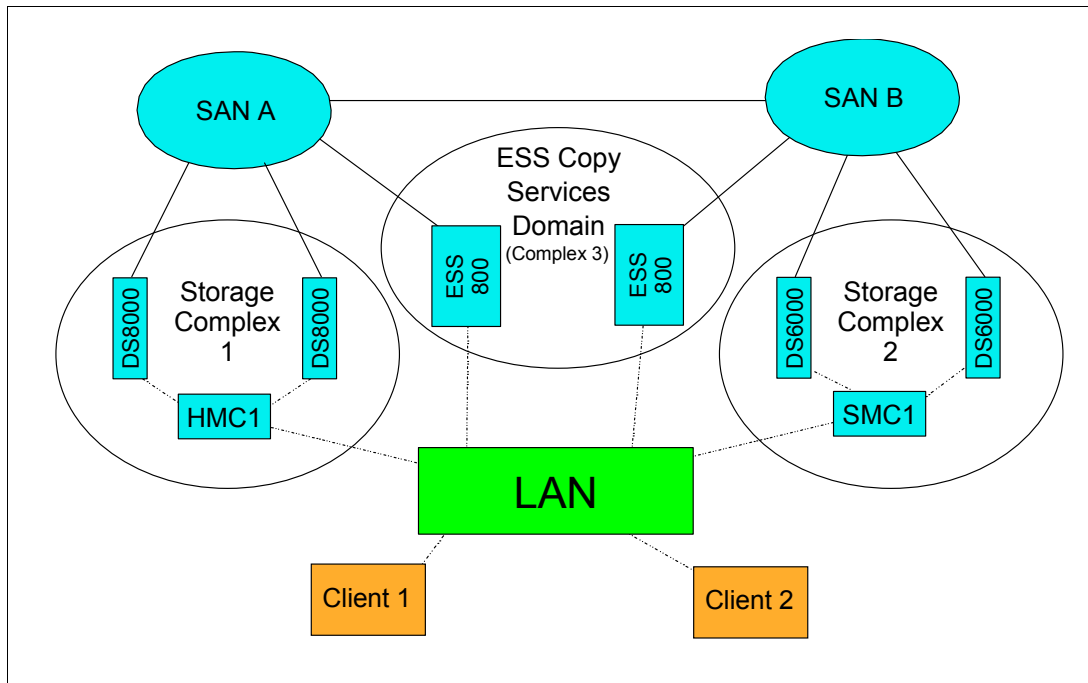 SAN A
SAN B
ESS Copy
Services
Domain
(Complex 3)
ESS
800
ESS
800
DS8000
Storage
Complex
1
DS8000
HMC1
DS6000
Storage
Complex
2
DS6000
SMC1
LAN
Client 1
Client 2